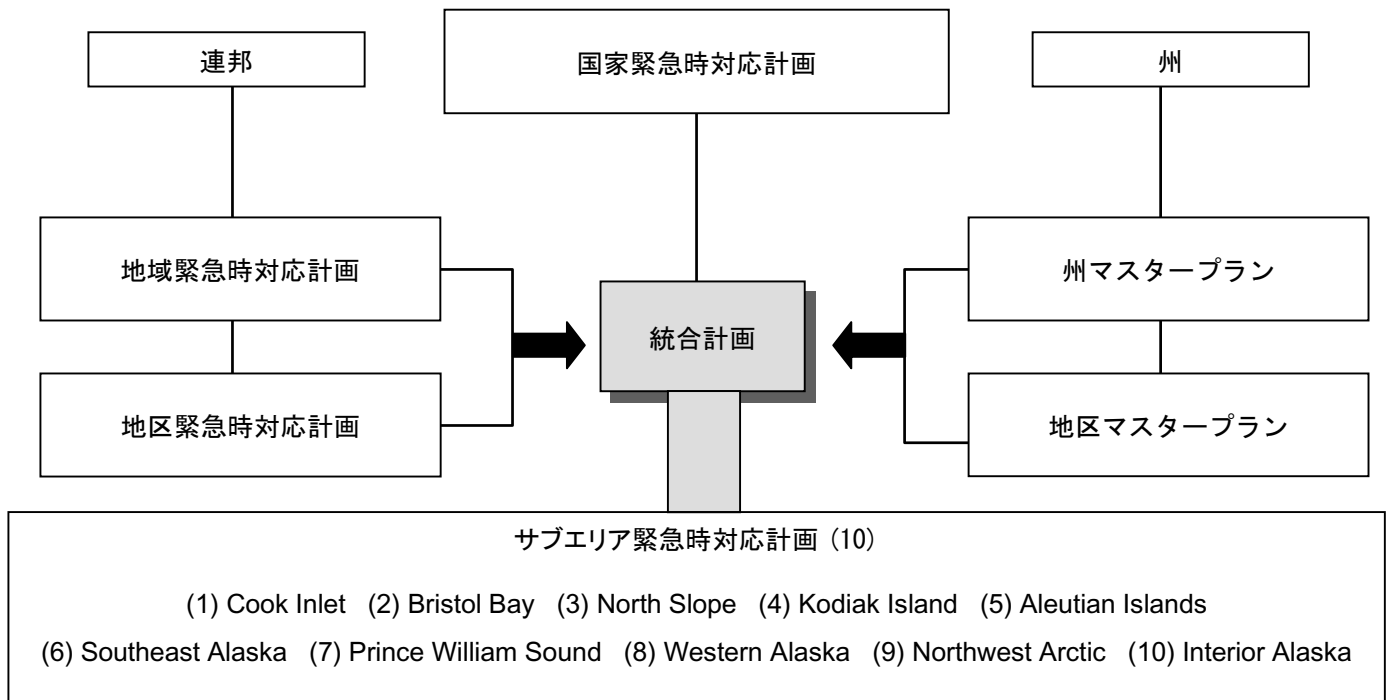 連邦
国家緊急時対応計画
州
地域緊急時対応計画
州マスタープラン
統合計画
地区緊急時対応計画
地区マスタープラン
サブエリア緊急時対応計画 (10)
(1) Cook Inlet (2) Bristol Bay (3) North Slope (4) Kodiak Island (5) Aleutian Islands
(6) Southeast Alaska (7) Prince William Sound (8) Western Alaska (9) Northwest Arctic (10) Interior Alaska